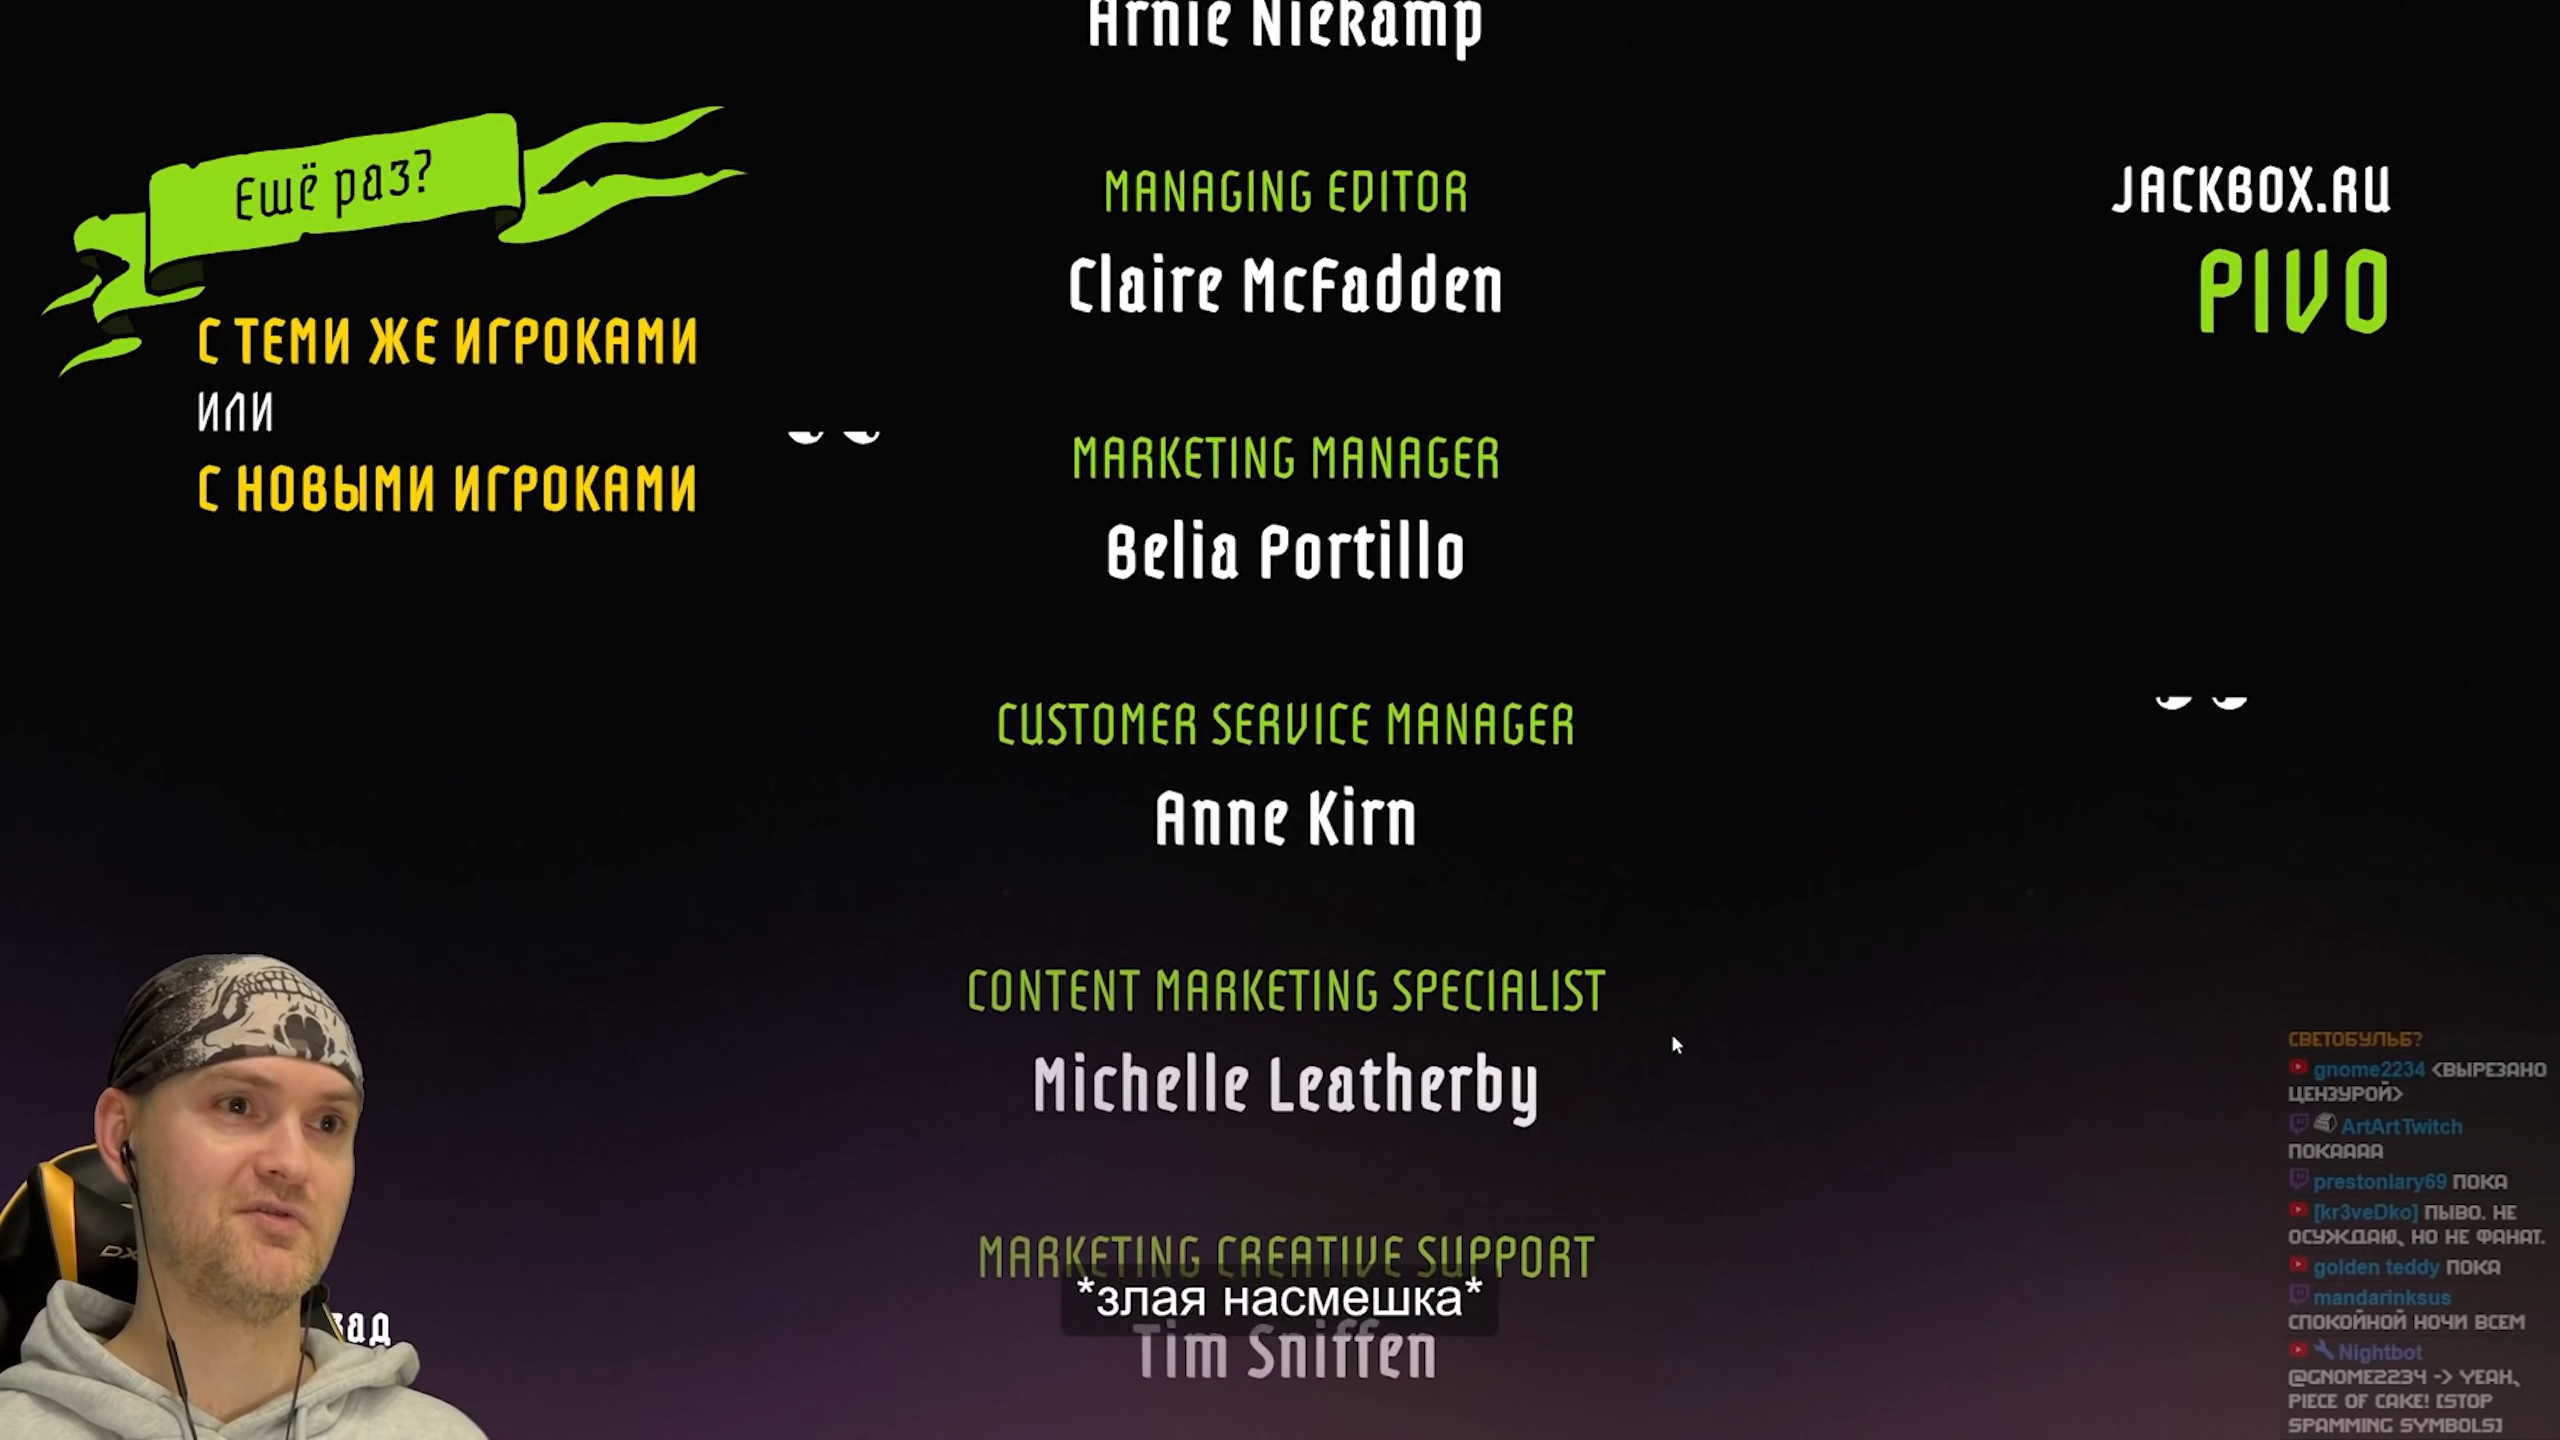 Arnie Niekamp
Ешё раз?
С ТЕМИ ЖЕ ИГРОКАМИ
ИЛИ
С НОВЫМИ ИГРОКАМИ
MANAGING EDITOR
Claire McFadden
MARKETING MANAGER
Belia Portillo
CUSTOMER SERVICE MANAGER
Anne Kirn
CONTENT MARKETING SPECIALIST
Michelle Leatherby
MARKETING CREATIVE SUPPORT
*злая насмешка*
Tim Sniffen
JACKBOX.RU
PIVO
СВЕТОБУЛЬБ?
gnome2234 <ВЫРЕЗАНО
ЦЕНЗУРОЙ>
ArtArtTwitch
ПОКАААА
prestonlary69 ПОКА
[kr3veDko] ПЫВО. НЕ
ОСУЖДАЮ, НО НЕ ФАНАТ.
golden teddy ПОКА
mandarinksus
СПОКОЙНОЙ НОЧИ ВСЕМ
Nightbot
@GNOME2234 -> YEAH,
PIECE OF CAKE! [STOP
SPAMMING SYMBOLS]